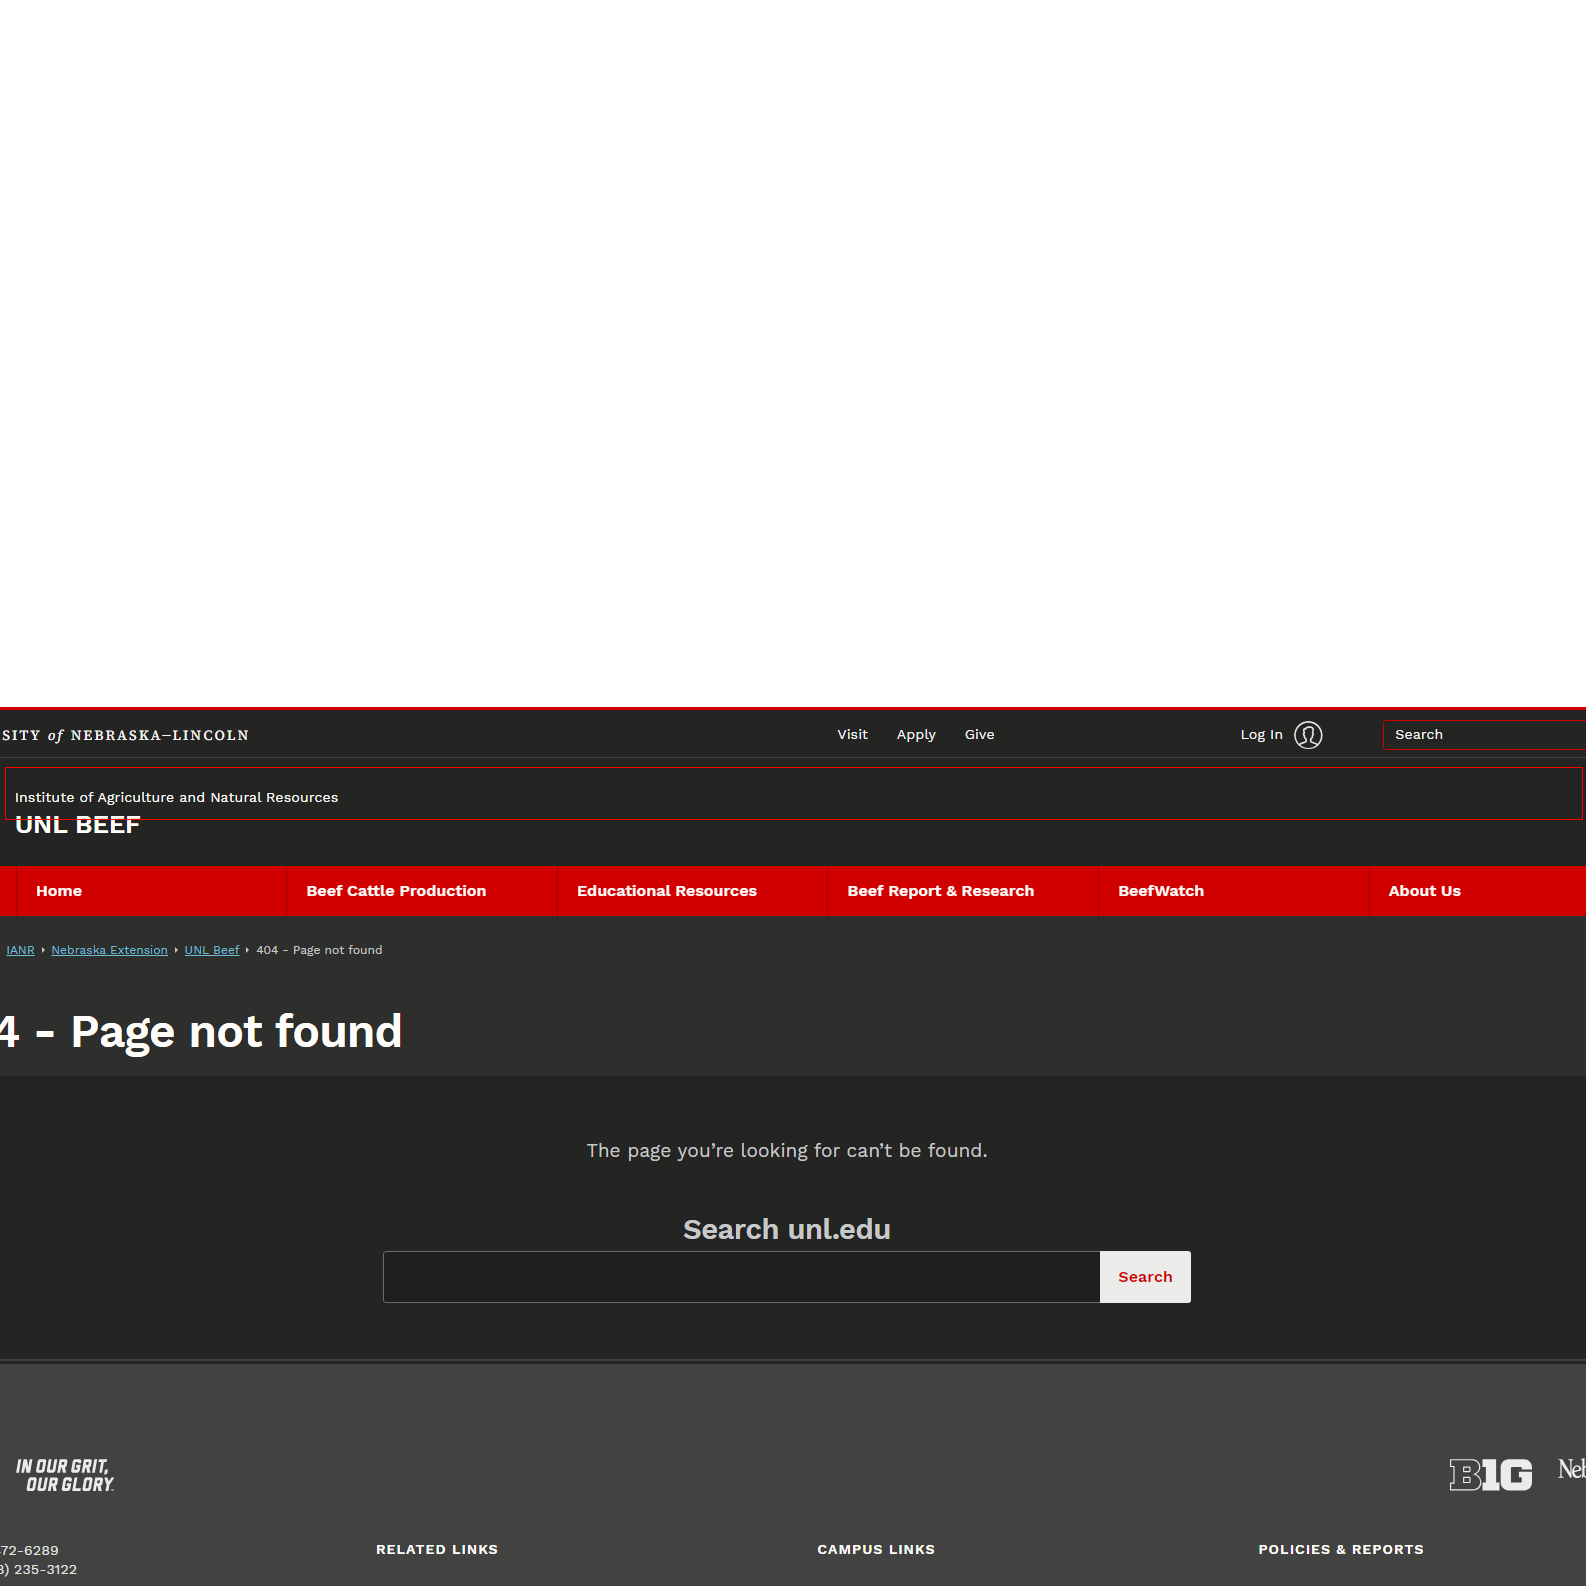 SITY of NEBRASKA–LINCOLN
Visit Apply Give
Log In
Search
Institute of Agriculture and Natural Resources
UNL BEEF
Home
Beef Cattle Production
Educational Resources
Beef Report & Research
BeefWatch
About Us
IANR
Nebraska Extension
UNL Beef
404 - Page not found
4 - Page not found
The page you’re looking for can’t be found.
Search unl.edu
Search
IN OUR GRIT,
OUR GLORY.
B1G
Neb
72-6289
) 235-3122
RELATED LINKS
CAMPUS LINKS
POLICIES & REPORTS